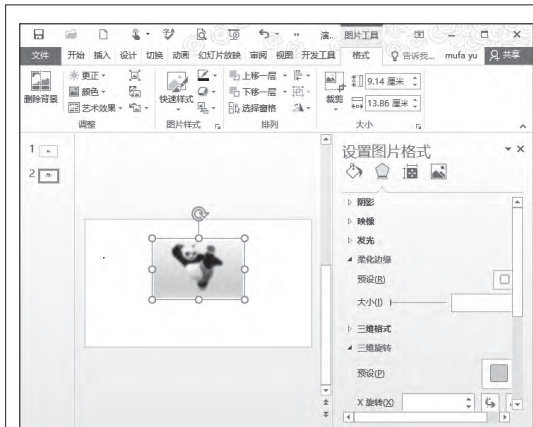 演... 图片工具
文件 开始 插入 设计 切换 动画 幻灯片放映 审阅 视图 开发工具 格式 告诉我... mufa yu 共享
删除背景 更正 颜色 艺术效果 快速样式 上移一层 下移一层 选择窗格 裁剪 9.14 厘米 13.86 厘米
调整 图片样式 排列 大小
1
2
设置图片格式
阴影
映像
发光
柔化边缘
预设(R)
大小(I)
三维格式
三维旋转
预设(P)
X 旋转(X)